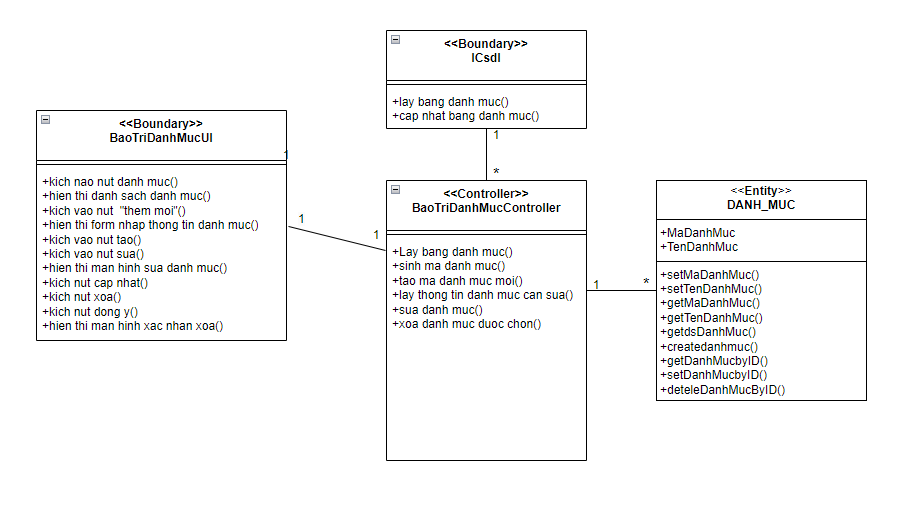 <<Boundary>>
ICsdl
+lay bang danh muc()
+cap nhat bang danh muc()
<<Boundary>>
BaoTriDanhMucUI
1
+kich nao nut danh muc()
+hien thi danh sach danh muc()
+kich vao nut "them moi"()
+hien thi form nhap thong tin danh muc()
+kich vao nut tao()
+kich vao nut sua()
+hien thi man hinh sua danh muc()
+kich nut cap nhat()
+kich nut xoa()
+kich nut dong y()
+hien thi man hinh xac nhan xoa()
1
*
1
1
<<Controller>>
BaoTriDanhMucController
+Lay bang danh muc()
+sinh ma danh muc()
+tao ma danh muc moi()
+lay thong tin danh muc can sua()
+sua danh muc()
+xoa danh muc duoc chon()
1
*
<<Entity>>
DANH_MUC
+MaDanhMuc
+TenDanhMuc
+setMaDanhMuc()
+setTenDanhMuc()
+getMaDanhMuc()
+getTenDanhMuc()
+getdsDanhMuc()
+createdanhmuc()
+getDanhMucbyID()
+setDanhMucbyID()
+deteleDanhMucByID()